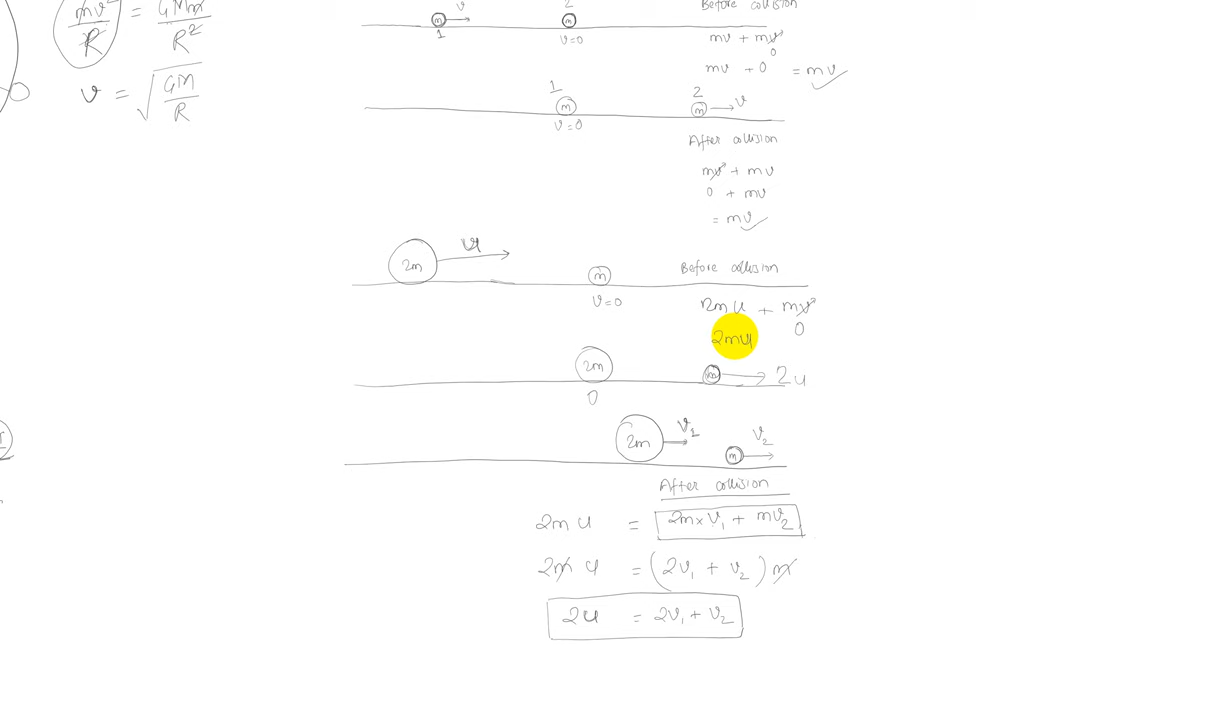 mv² / R = GMm / R²
v = √(GM / R)
v 2 Before collision
m m
1 v=0 mv + mv
0
mv + 0 = mv
1 2
m m v
v=0
After collision
mv + mv
0 + mv
= mv
2m u
m Before collision
v=0 2mu + mv
0
2mu
2m m 2u
0
2m v₁ m v₂
After collision
2mu = 2m×v₁ + mv₂
2mu = (2v₁ + v₂)m
2u = 2v₁ + v₂